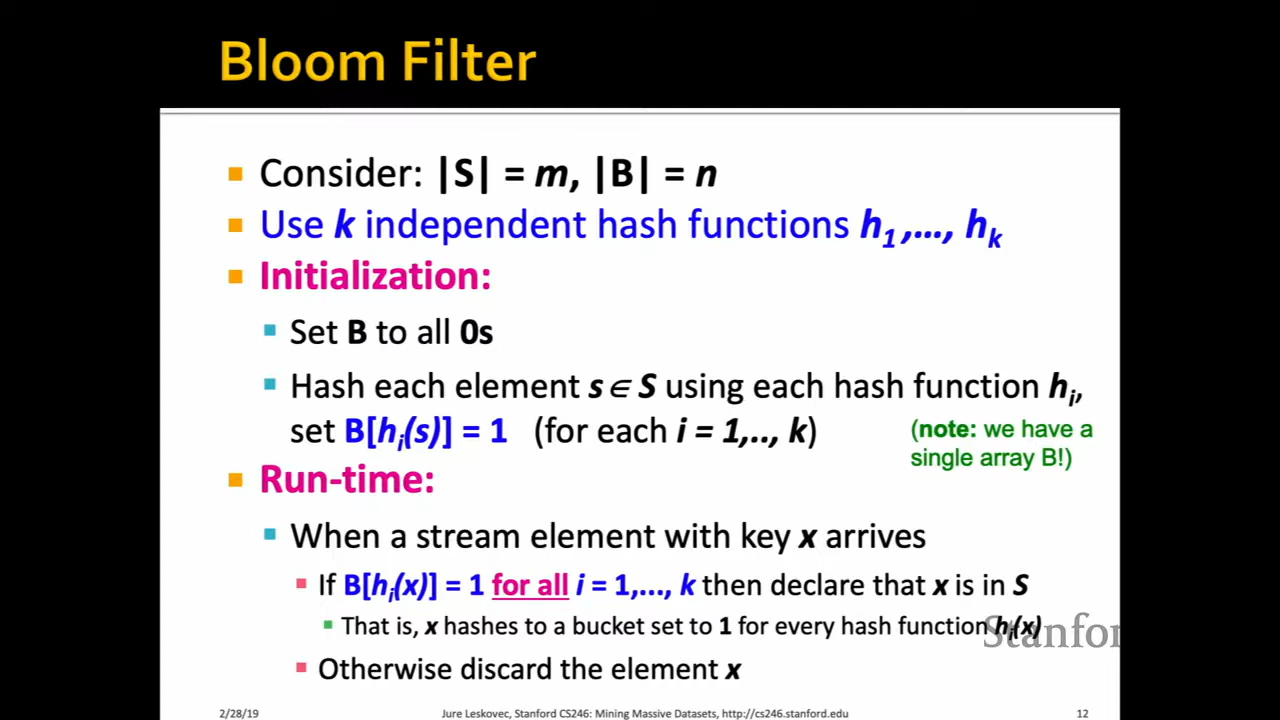 Bloom Filter
Consider: |S| = m, |B| = n
Use k independent hash functions h1 ,..., hk
Initialization:
Set B to all 0s
Hash each element s ∈ S using each hash function hi,
set B[hi(s)] = 1 (for each i = 1,.., k)
(note: we have a
single array B!)
Run-time:
When a stream element with key x arrives
If B[hi(x)] = 1 for all i = 1,..., k then declare that x is in S
That is, x hashes to a bucket set to 1 for every hash function hi(x)
Stanfor
Otherwise discard the element x
2/28/19
Jure Leskovec, Stanford CS246: Mining Massive Datasets, http://cs246.stanford.edu
12